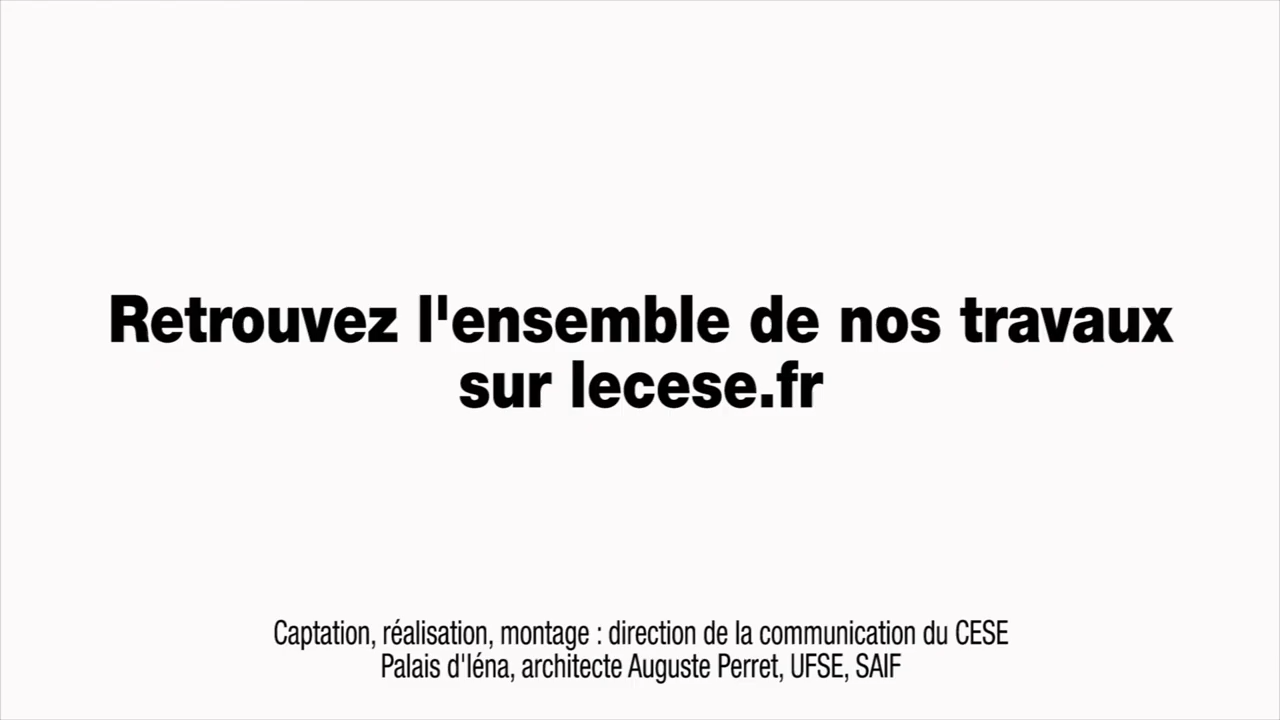 Retrouvez l'ensemble de nos travaux
sur lecese.fr
Captation, réalisation, montage : direction de la communication du CESE
Palais d'Iéna, architecte Auguste Perret, UFSE, SAIF